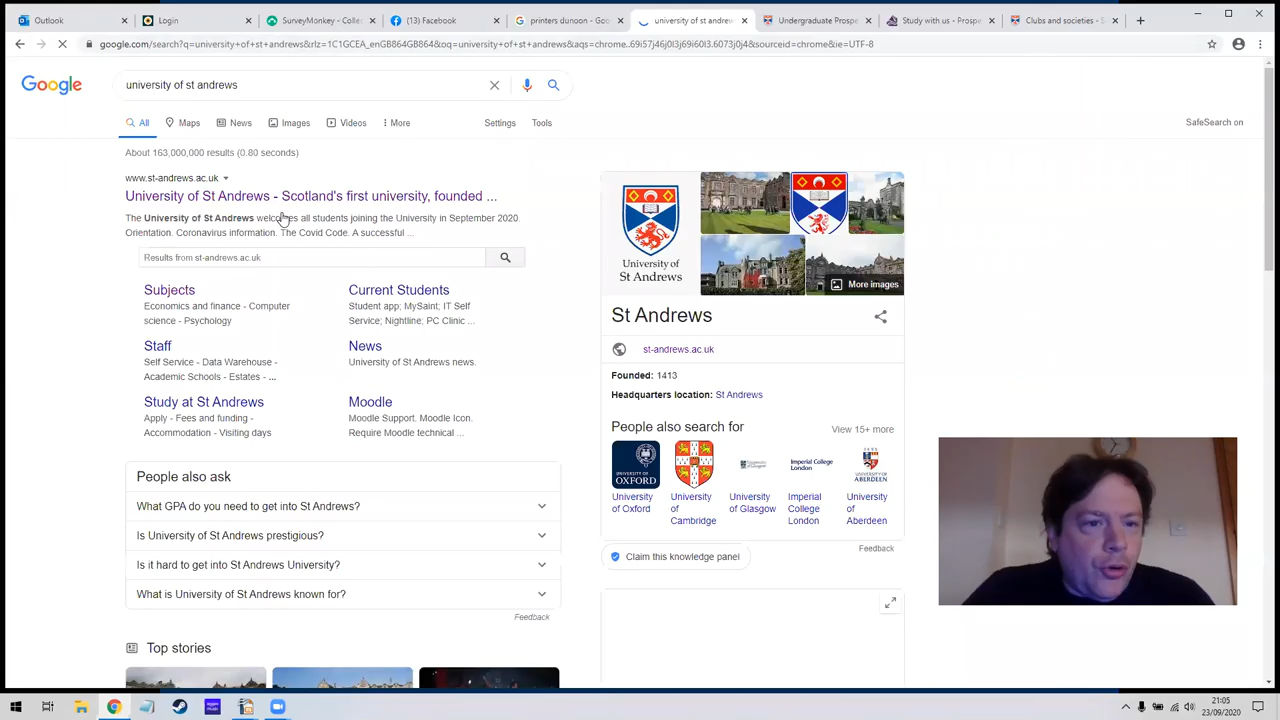 Outlook
Login
SurveyMonkey - Collec
(13) Facebook
printers dunoon - Goo
university of st andrew
Undergraduate Prospe
Study with us - Prospe
Clubs and societies - S
google.com/search?q=university+of+st+andrews&rlz=1C1GCEA_enGB864GB864&oq=university+of+st+andrews&aqs=chrome..69i57j46j0l3j69i60l3.6073j0j4&sourceid=chrome&ie=UTF-8
Google
university of st andrews
All Maps News Images Videos More Settings Tools
SafeSearch on
About 163,000,000 results (0.80 seconds)
www.st-andrews.ac.uk
University of St Andrews - Scotland's first university, founded ...
The University of St Andrews welcomes all students joining the University in September 2020.
Orientation. Coronavirus information. The Covid Code. A successful ...
Results from st-andrews.ac.uk
Subjects
Economics and finance - Computer
science - Psychology
Current Students
Student app; MySaint; IT Self
Service; Nightline; PC Clinic ...
Staff
Self Service - Data Warehouse -
Academic Schools - Estates - ...
News
University of St Andrews news.
Study at St Andrews
Apply - Fees and funding -
Accommodation - Visiting days
Moodle
Moodle Support. Moodle Icon.
Require Moodle technical ...
People also ask
What GPA do you need to get into St Andrews?
Is University of St Andrews prestigious?
Is it hard to get into St Andrews University?
What is University of St Andrews known for?
Feedback
Top stories
University of
St Andrews
More images
St Andrews
st-andrews.ac.uk
Founded: 1413
Headquarters location: St Andrews
People also search for
View 15+ more
UNIVERSITY OF
OXFORD
Imperial College
London
UNIVERSITY OF
ABERDEEN
University
of Oxford
University
of
Cambridge
University
of Glasgow
Imperial
College
London
University
of
Aberdeen
Feedback
Claim this knowledge panel
21:05
23/09/2020